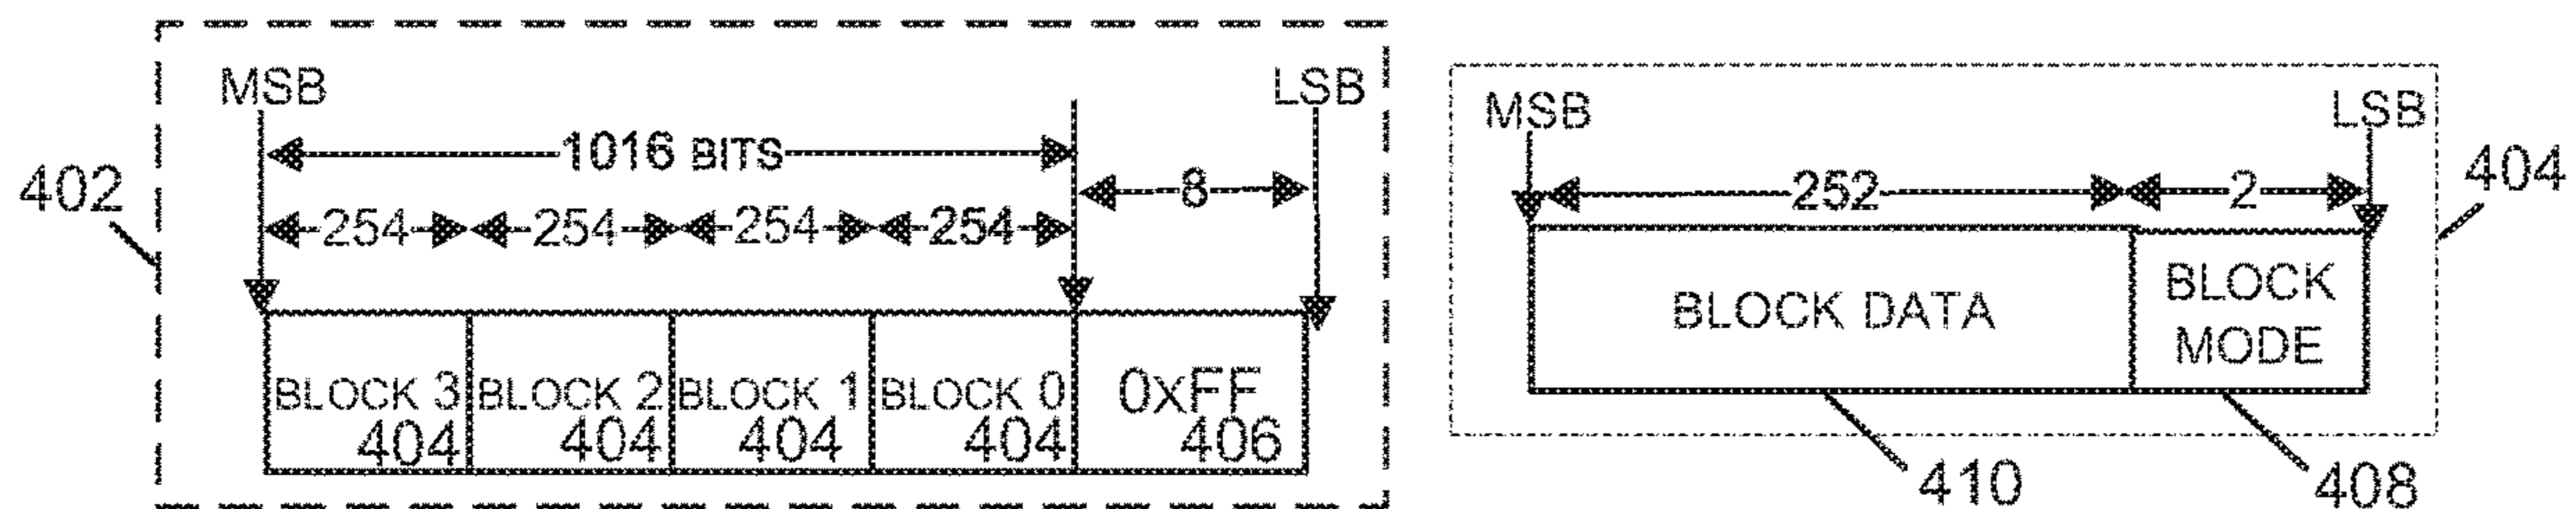 MSB
LSB
1016 BITS
8
402
254 254 254 254
BLOCK 3 BLOCK 2 BLOCK 1 BLOCK 0 0xFF
404 404 404 404 406
MSB
LSB
404
252 2
BLOCK DATA
BLOCK
MODE
410
408